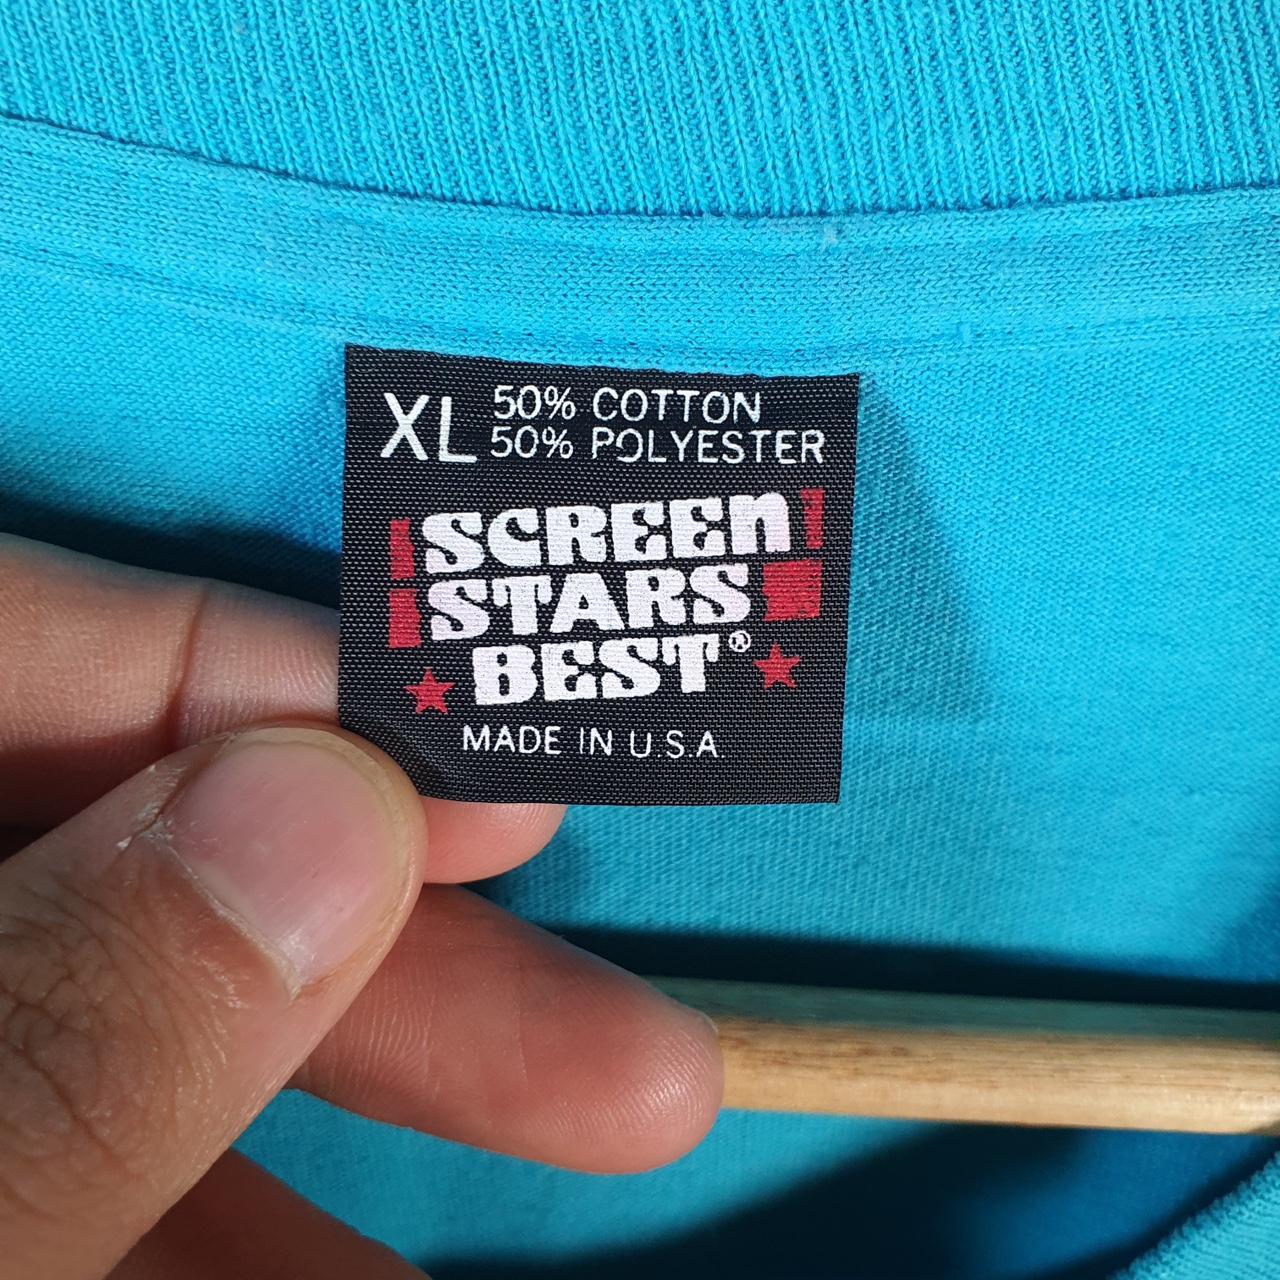 XL 50% COTTON
50% POLYESTER
SCREEN
STARS
BEST®
MADE IN U.S.A